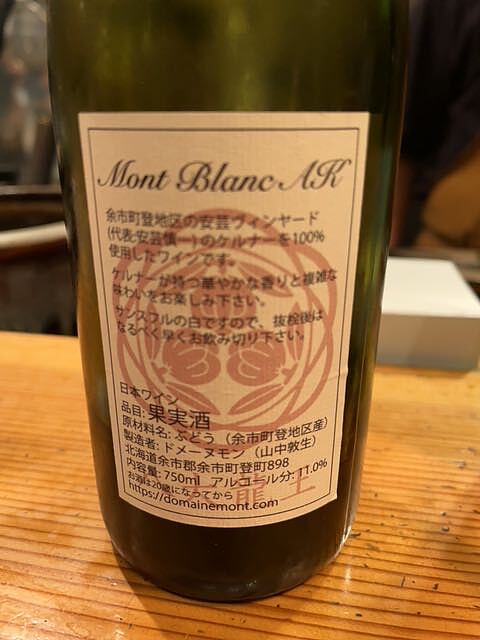 Mont Blanc AK
余市町登地区の安芸ヴィンヤード
(代表:安芸慎一)のケルナーを100%
使用したワインです。
ケルナーが持つ華やかな香りと複雑な
味わいをお楽しみ下さい。
サンスフルの白ですので、抜栓後は
なるべく早くお飲み切り下さい。
日本ワイン
品目:果実酒
原材料名:ぶどう（余市町登地区産）
製造者:ドメーヌモン（山中敦生）
北海道余市郡余市町登町898
内容量:750ml アルコール分:11.0%
お酒は20歳になってから
https://domainemont.com